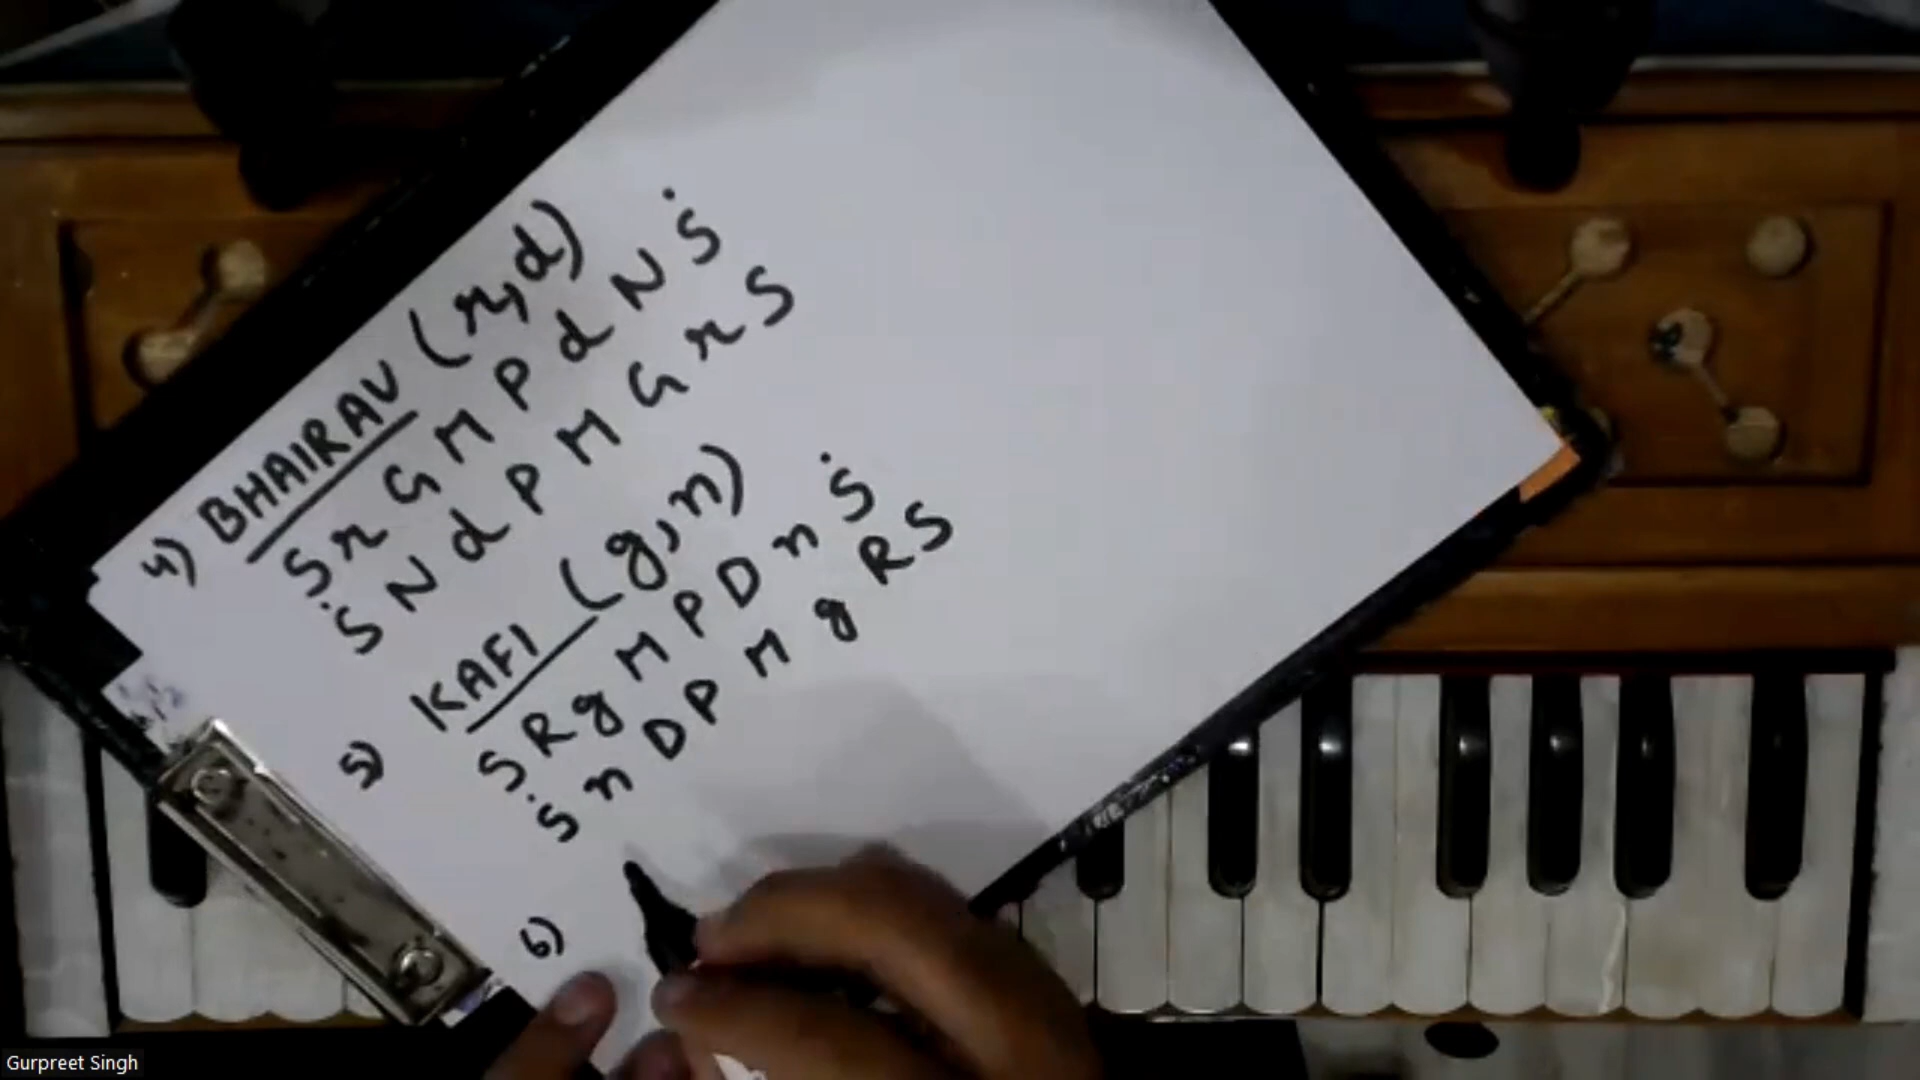 4) BHAIRAV (r,d)
S r G M P d N Ṡ
Ṡ N d P M G r S
5) KAFI (g,n)
S R g M P D n Ṡ
Ṡ n D P M g R S
6)
Gurpreet Singh